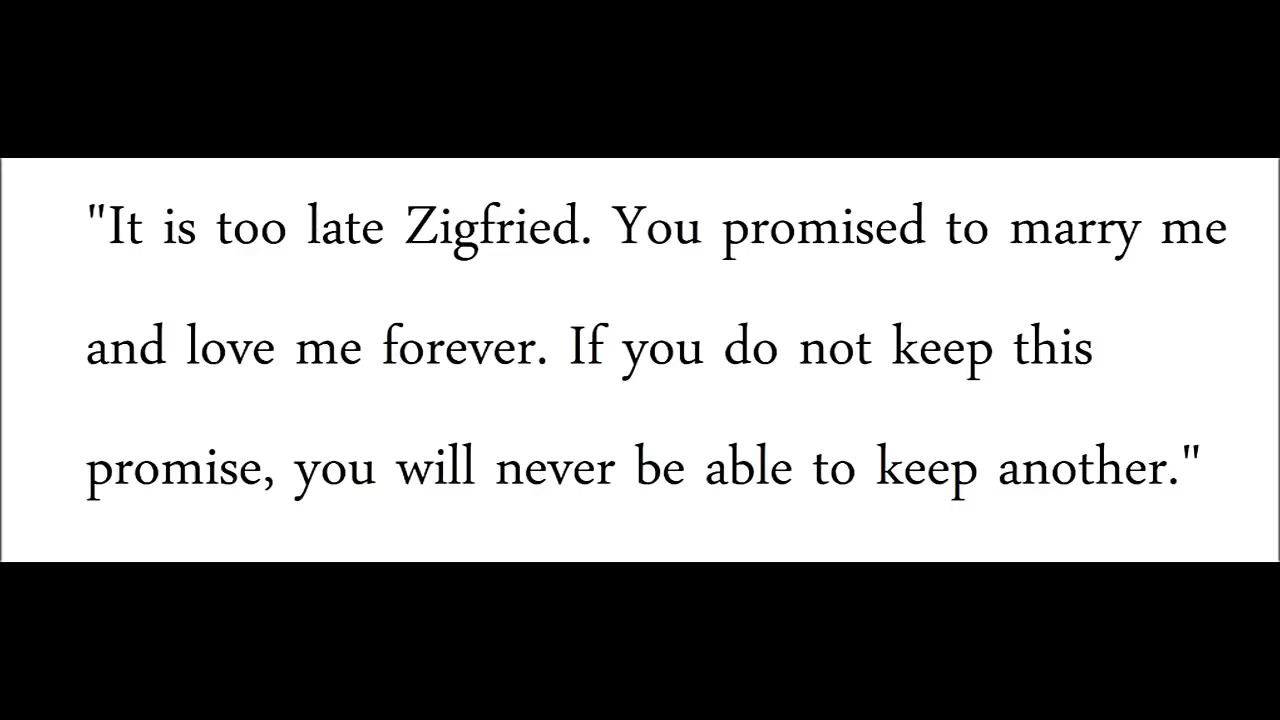 "It is too late Zigfried. You promised to marry me
and love me forever. If you do not keep this
promise, you will never be able to keep another."